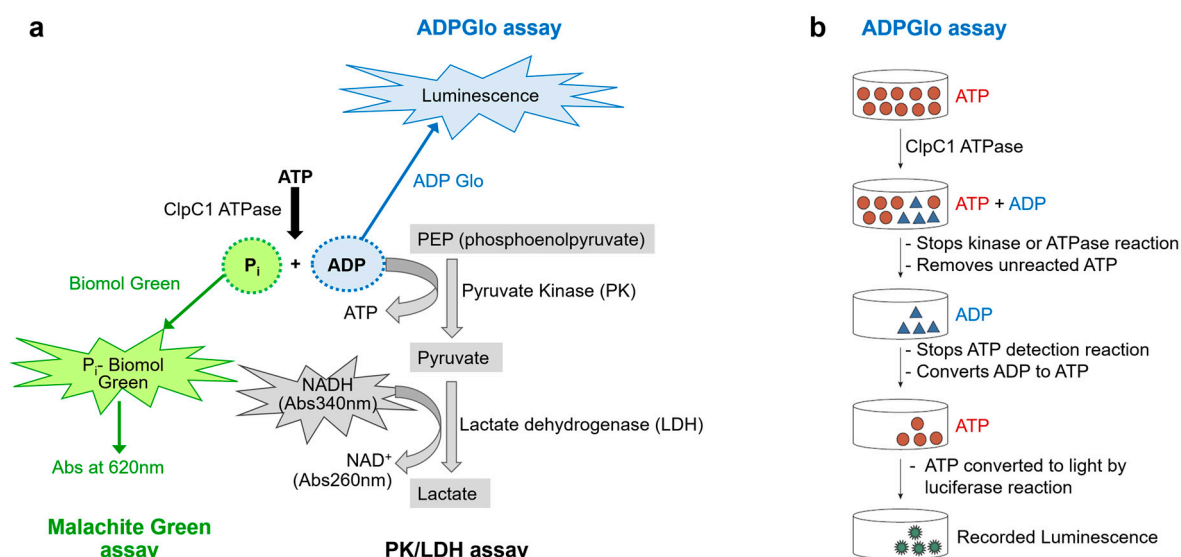 a
ADPGlo assay
Luminescence
ATP
ADP Glo
ClpC1 ATPase
PEP (phosphoenolpyruvate)
Pi
+
ADP
Biomol Green
Pyruvate Kinase (PK)
ATP
Pyruvate
Pi- Biomol
Green
NADH
(Abs340nm)
Lactate dehydrogenase (LDH)
NAD+
(Abs260nm)
Abs at 620nm
Lactate
Malachite Green
assay
PK/LDH assay
b
ADPGlo assay
ATP
ClpC1 ATPase
ATP + ADP
- Stops kinase or ATPase reaction
- Removes unreacted ATP
ADP
- Stops ATP detection reaction
- Converts ADP to ATP
ATP
- ATP converted to light by
luciferase reaction
Recorded Luminescence